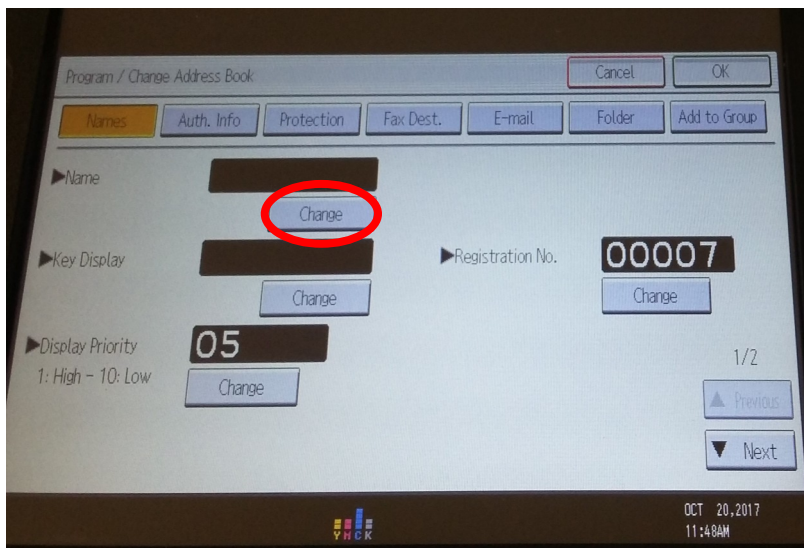 Program / Change Address Book Cancel OK
Names Auth. Info Protection Fax Dest. E-mail Folder Add to Group
▶Name
Change
▶Key Display ▶Registration No. 00007
Change Change
▶Display Priority 05
1: High - 10: Low Change
1/2
▲ Previous
▼ Next
YMCK
OCT 20,2017
11:48AM